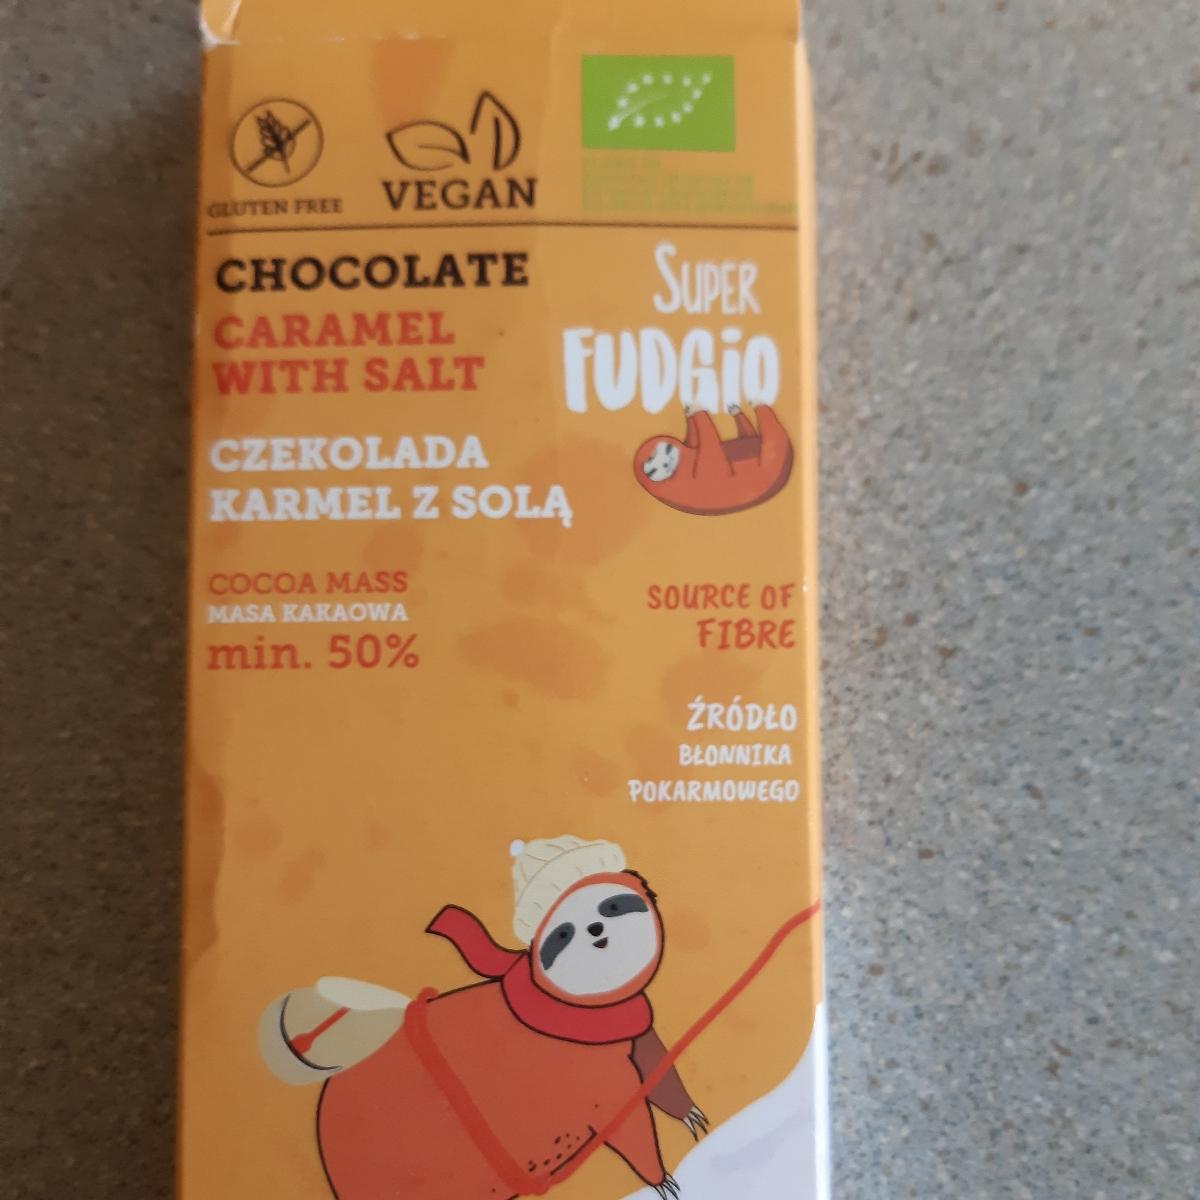 GLUTEN FREE
VEGAN
CHOCOLATE
CARAMEL
WITH SALT
CZEKOLADA
KARMEL Z SOLĄ
COCOA MASS
MASA KAKAOWA
min. 50%
SUPER
FUDGiO
SOURCE OF
FIBRE
ŹRÓDŁO
BŁONNIKA
POKARMOWEGO